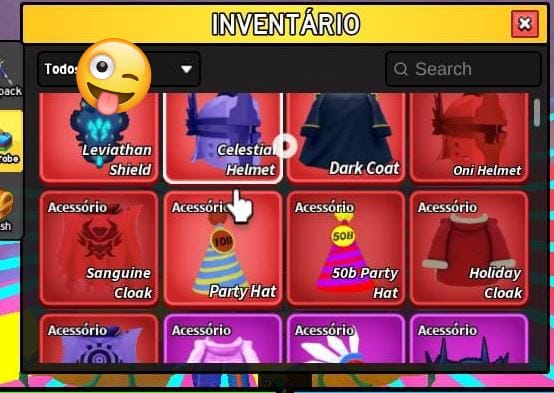 INVENTÁRIO
Todos
Search
Leviathan
Shield
Celestial
Helmet
Dark Coat
Oni Helmet
Acessório
Sanguine
Cloak
Acessório
10B
Party Hat
Acessório
50B
50b Party
Hat
Acessório
Holiday
Cloak
Acessório
Acessório
Acessório
Acessório